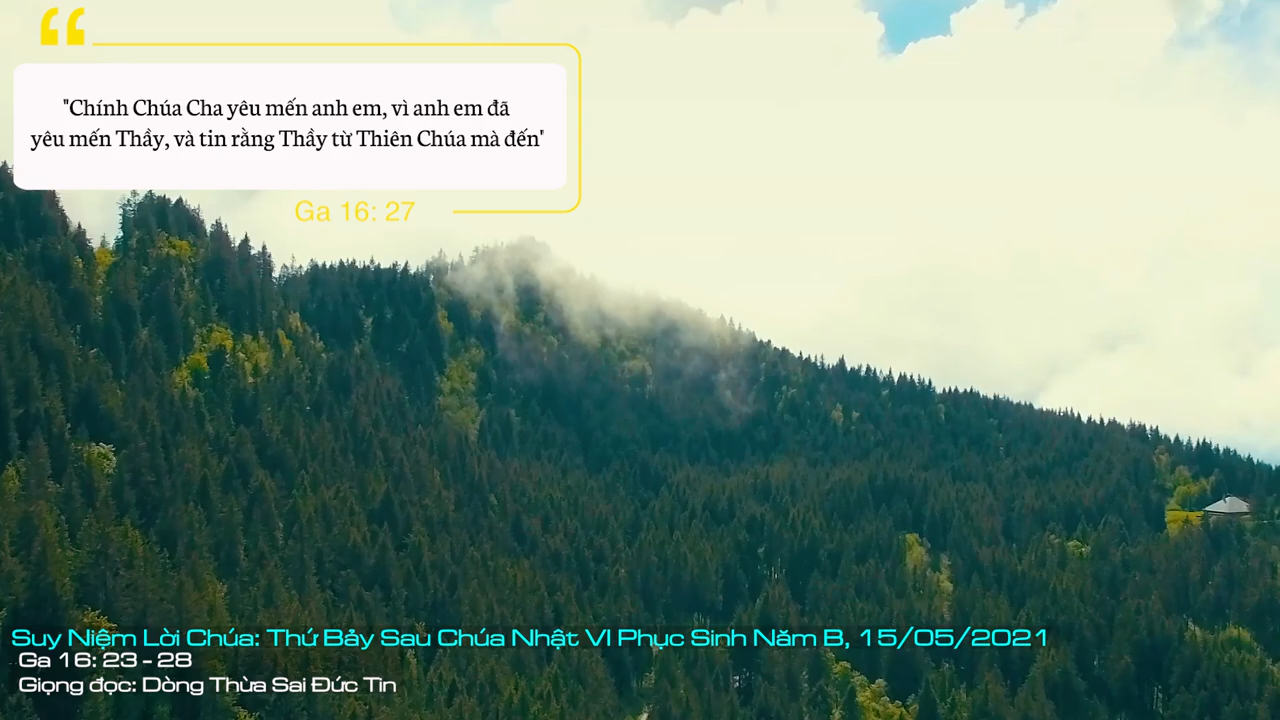 "Chính Chúa Cha yêu mến anh em, vì anh em đã
yêu mến Thầy, và tin rằng Thầy từ Thiên Chúa mà đến"
Ga 16: 27
Suy Niệm Lời Chúa: Thứ Bảy Sau Chúa Nhật VI Phục Sinh Năm B, 15/05/2021
Ga 16: 23 - 28
Giọng đọc: Dòng Thừa Sai Đức Tin